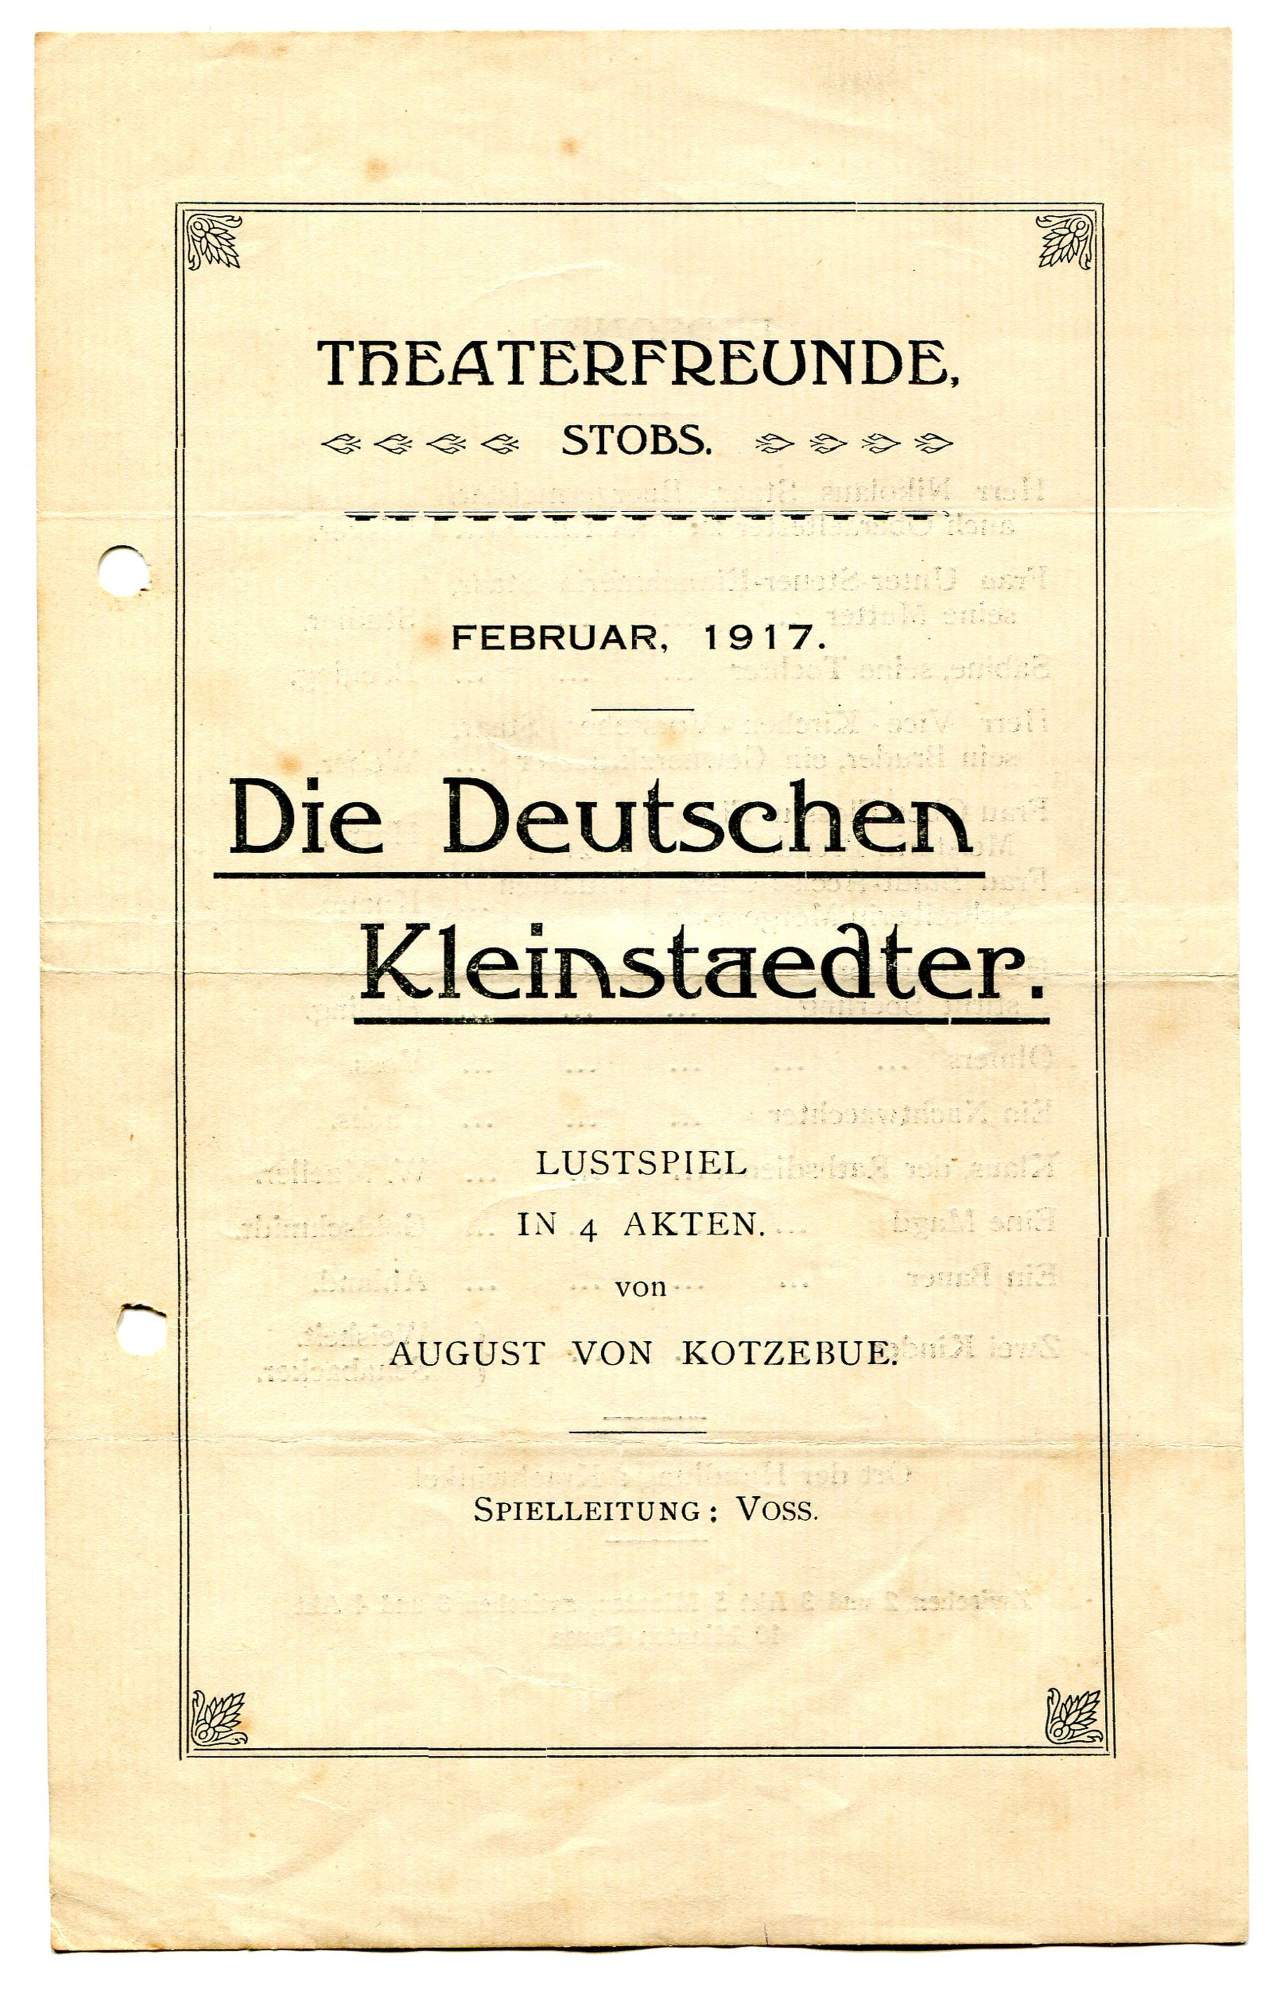 THEATERFREUNDE,
STOBS.
FEBRUAR, 1917.
Die Deutschen
Kleinstaedter.
LUSTSPIEL
IN 4 AKTEN.
von
AUGUST VON KOTZEBUE.
SPIELLEITUNG: VOSS.